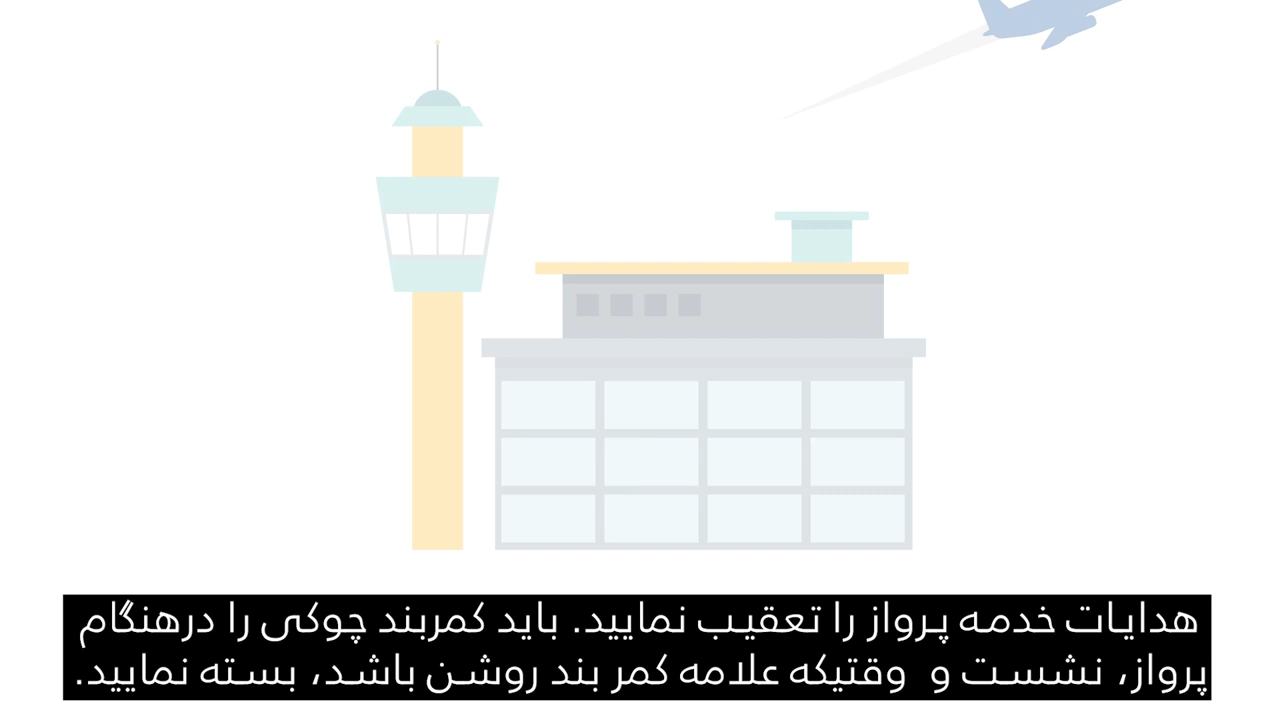 هدایات خدمه پرواز را تعقیب نمایید. باید کمربند چوکی را درهنگام
پرواز، نشست و  وقتیکه علامه کمر بند روشن باشد، بسته نمایید.